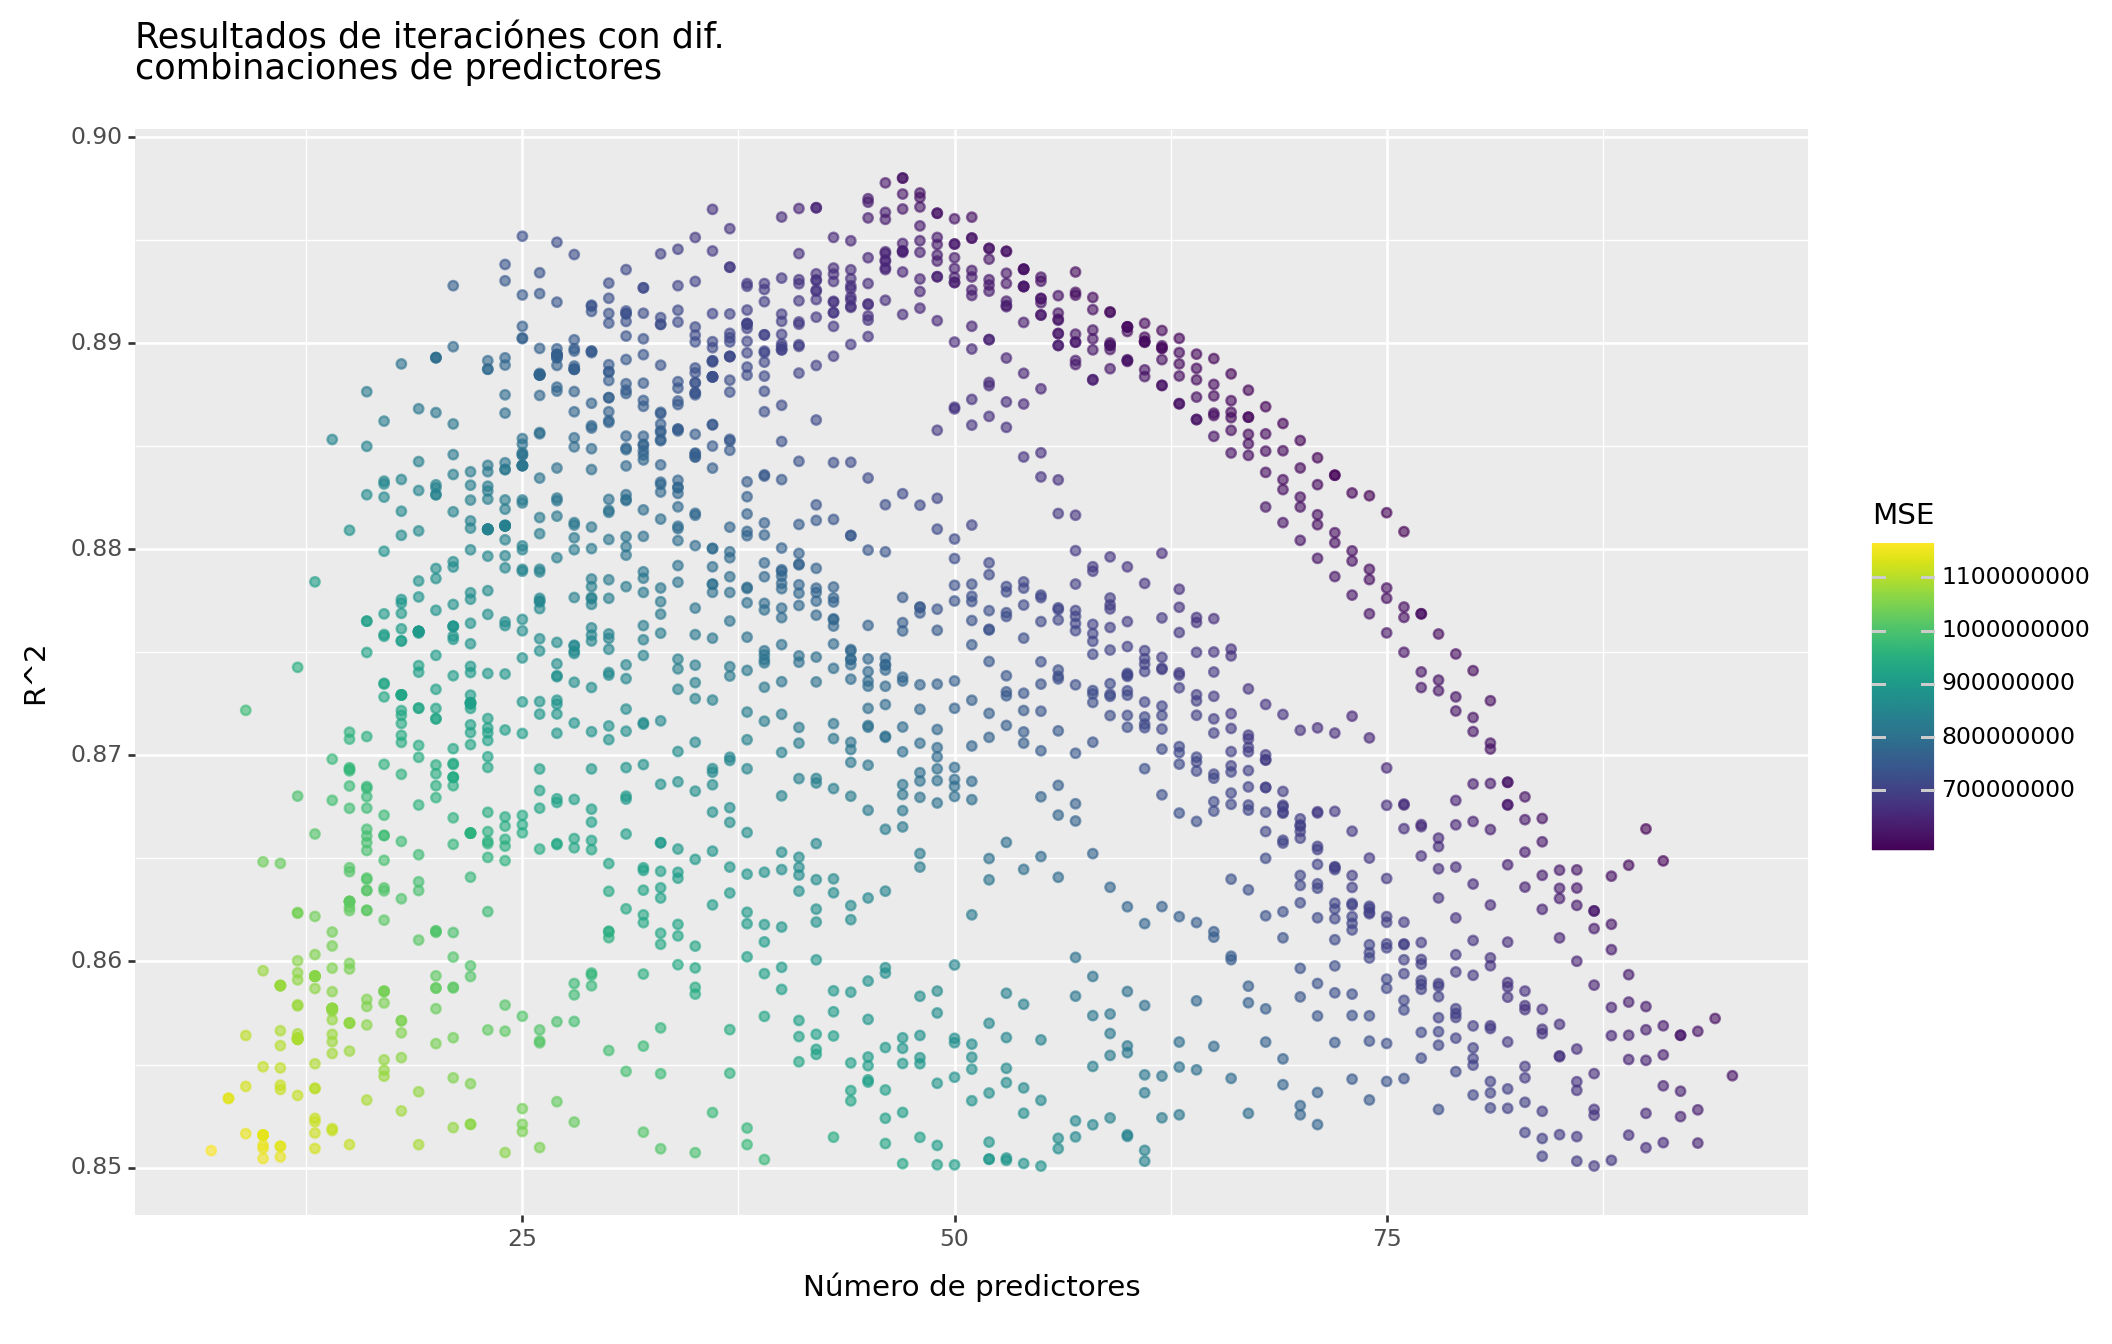 Resultados de iteraciónes con dif.
combinaciones de predictores
0.90
0.89
0.88
0.87
0.86
0.85
R^2
25
50
75
Número de predictores
MSE
1100000000
1000000000
900000000
800000000
700000000